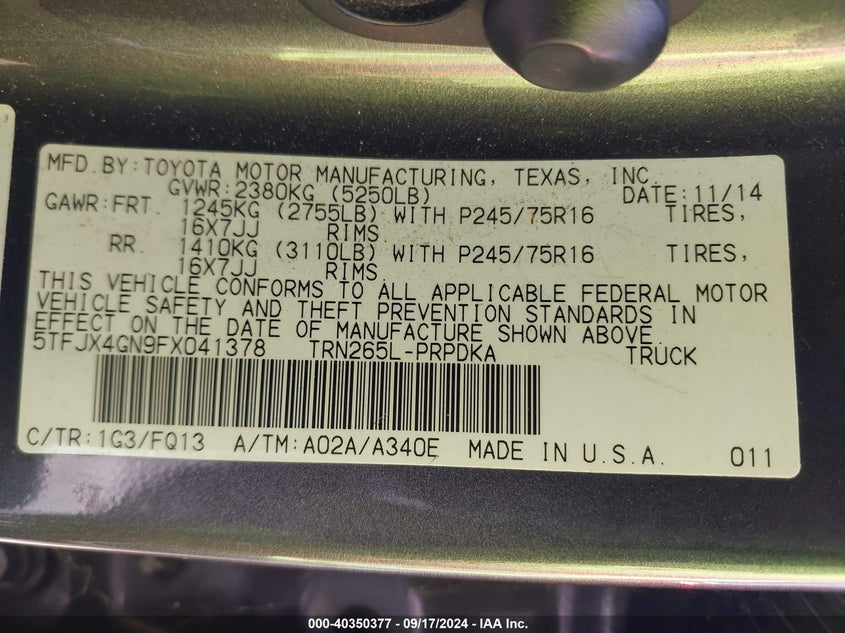 MFD. BY: TOYOTA MOTOR MANUFACTURING, TEXAS, INC.
GVWR: 2380KG (5250LB) DATE: 11/14
GAWR: FRT. 1245KG (2755LB) WITH P245/75R16 TIRES,
16X7JJ RIMS
RR. 1410KG (3110LB) WITH P245/75R16 TIRES,
16X7JJ RIMS
THIS VEHICLE CONFORMS TO ALL APPLICABLE FEDERAL MOTOR
VEHICLE SAFETY AND THEFT PREVENTION STANDARDS IN
EFFECT ON THE DATE OF MANUFACTURE SHOWN ABOVE.
5TFJX4GN9FX041378 TRN265L-PRPDKA TRUCK
C/TR: 1G3/FQ13 A/TM: A02A/A340E MADE IN U.S.A. 011
000-40350377 - 09/17/2024 - IAA Inc.